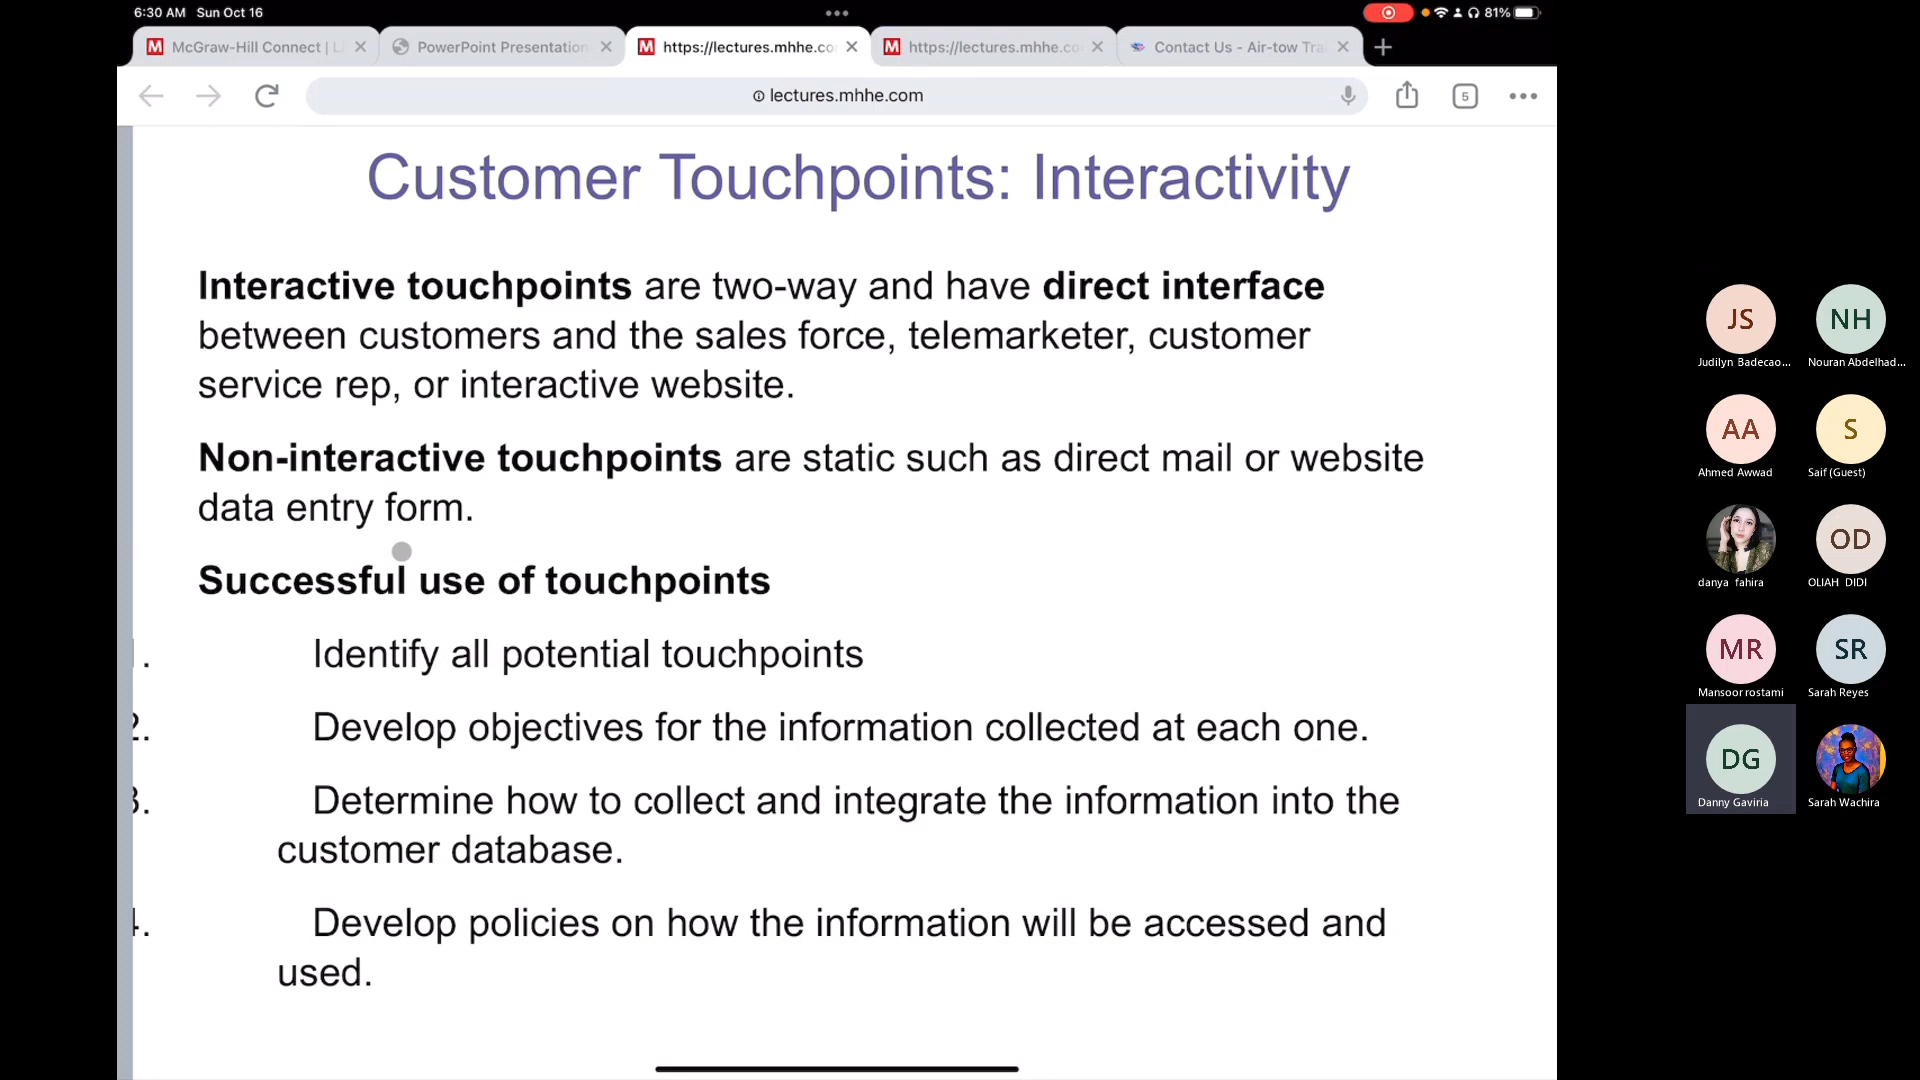 6:30 AM Sun Oct 16
81%
McGraw-Hill Connect | L
PowerPoint Presentation
https://lectures.mhhe.co
https://lectures.mhhe.co
Contact Us - Air-tow Tra
lectures.mhhe.com
5
Customer Touchpoints: Interactivity
Interactive touchpoints are two-way and have direct interface
between customers and the sales force, telemarketer, customer
service rep, or interactive website.
Non-interactive touchpoints are static such as direct mail or website
data entry form.
Successful use of touchpoints
1. Identify all potential touchpoints
2. Develop objectives for the information collected at each one.
3. Determine how to collect and integrate the information into the
customer database.
4. Develop policies on how the information will be accessed and
used.
JS
Judilyn Badecao...
NH
Nouran Abdelhad...
AA
Ahmed Awwad
S
Saif (Guest)
danya fahira
OD
OLIAH DIDI
MR
Mansoor rostami
SR
Sarah Reyes
DG
Danny Gaviria
Sarah Wachira